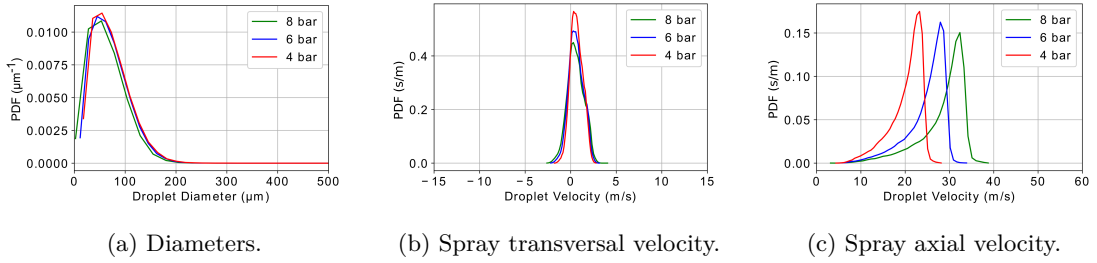 PDF (µm⁻¹)
0.0100
0.0075
0.0050
0.0025
0.0000
8 bar
6 bar
4 bar
0 100 200 300 400 500
Droplet Diameter (µm)
(a) Diameters.
PDF (s/m)
0.4
0.2
0.0
8 bar
6 bar
4 bar
−15 −10 −5 0 5 10 15
Droplet Velocity (m/s)
(b) Spray transversal velocity.
PDF (s/m)
0.15
0.10
0.05
0.00
8 bar
6 bar
4 bar
0 10 20 30 40 50 60
Droplet Velocity (m/s)
(c) Spray axial velocity.